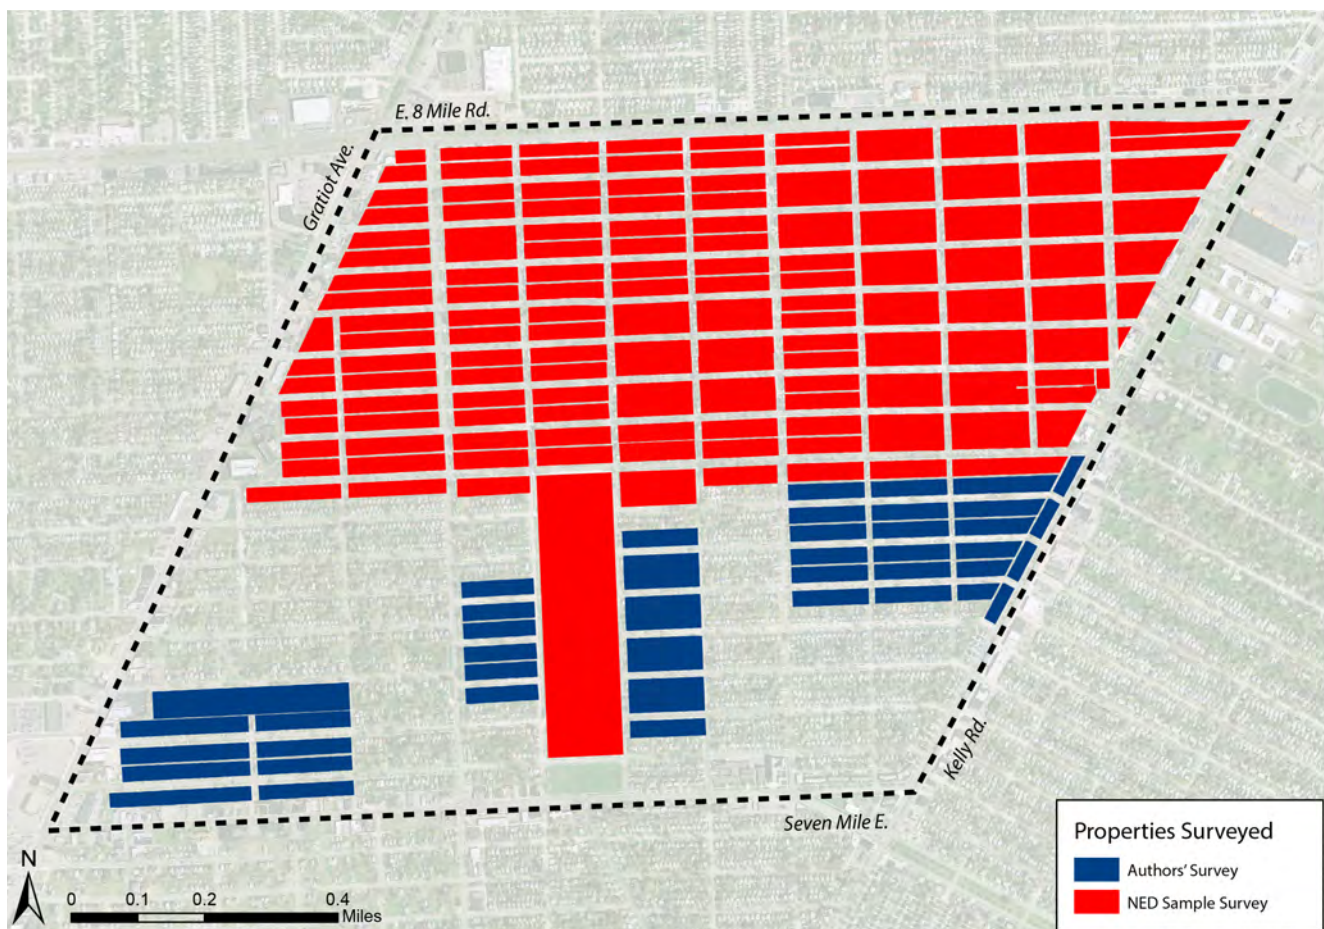 E. 8 Mile Rd.
Gratiot Ave.
Kelly Rd.
Seven Mile E.
N
0 0.1 0.2 0.4
Miles
Properties Surveyed
Authors' Survey
NED Sample Survey